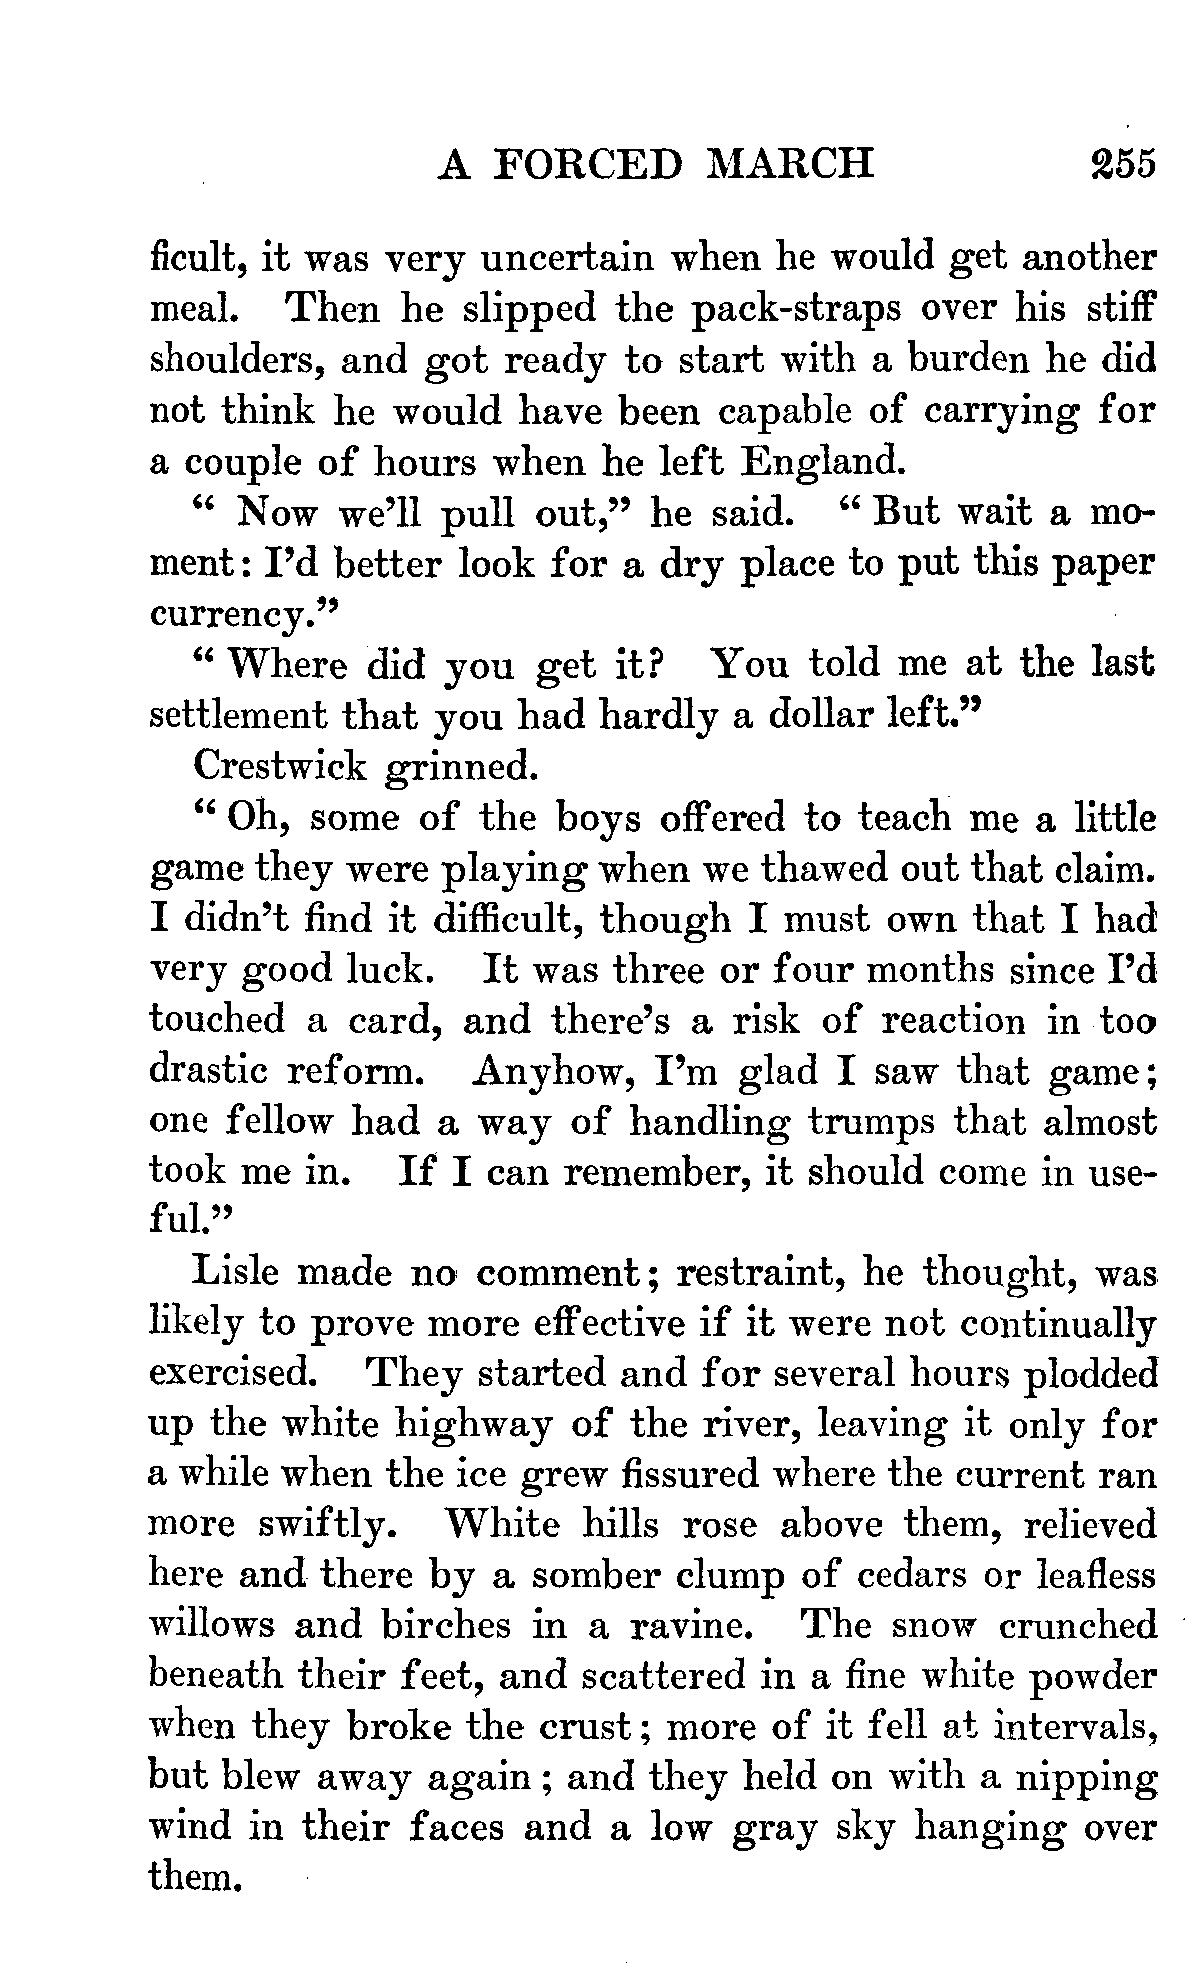 A FORCED MARCH 255
ficult, it was very uncertain when he would get another
meal. Then he slipped the pack-straps over his stiff
shoulders, and got ready to start with a burden he did
not think he would have been capable of carrying for
a couple of hours when he left England.
“ Now we’ll pull out,” he said. “ But wait a mo-
ment: I’d better look for a dry place to put this paper
currency.”
“ Where did you get it? You told me at the last
settlement that you had hardly a dollar left.”
Crestwick grinned.
“ Oh, some of the boys offered to teach me a little
game they were playing when we thawed out that claim.
I didn’t find it difficult, though I must own that I had
very good luck. It was three or four months since I’d
touched a card, and there’s a risk of reaction in too
drastic reform. Anyhow, I’m glad I saw that game;
one fellow had a way of handling trumps that almost
took me in. If I can remember, it should come in use-
ful.”
Lisle made no comment; restraint, he thought, was
likely to prove more effective if it were not continually
exercised. They started and for several hours plodded
up the white highway of the river, leaving it only for
a while when the ice grew fissured where the current ran
more swiftly. White hills rose above them, relieved
here and there by a somber clump of cedars or leafless
willows and birches in a ravine. The snow crunched
beneath their feet, and scattered in a fine white powder
when they broke the crust; more of it fell at intervals,
but blew away again; and they held on with a nipping
wind in their faces and a low gray sky hanging over
them.